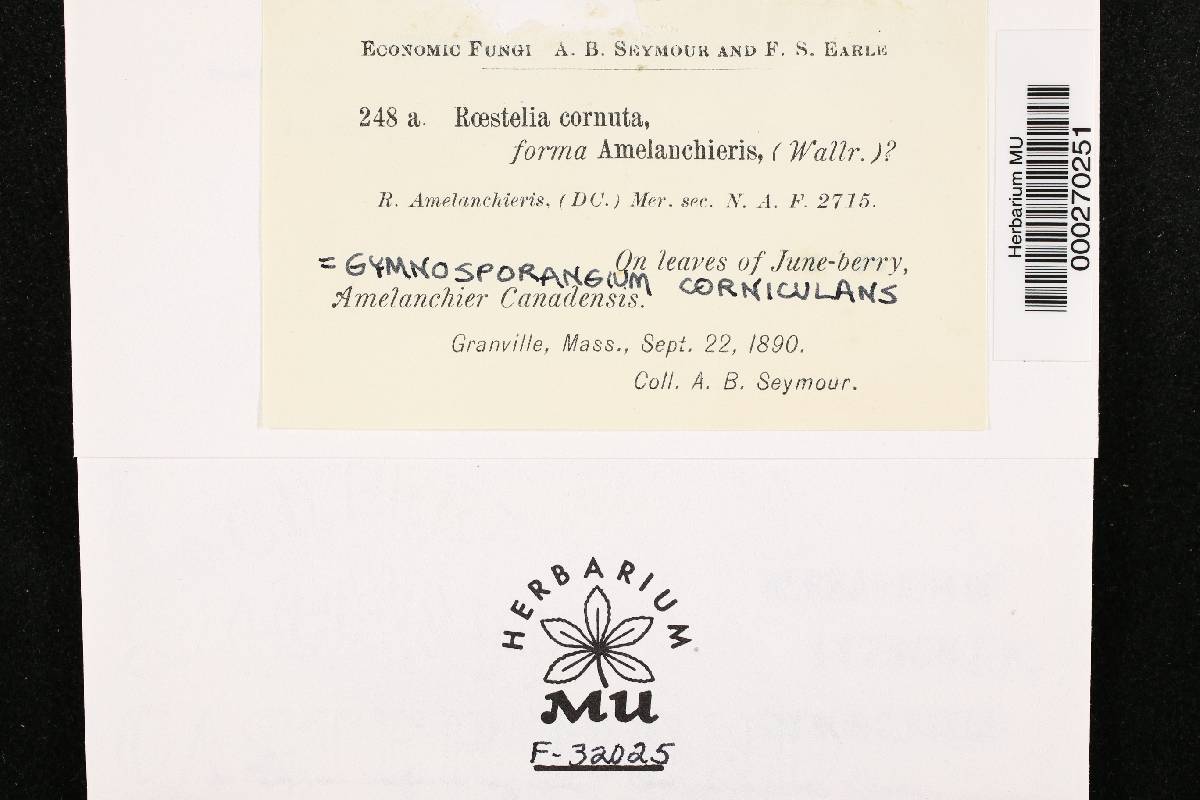 Economic Fungi A. B. Seymour and F. S. Earle
248 a. Rœstelia cornuta,
forma Amelanchieris, (Wallr.)?
R. Amelanchieris, (DC.) Mer. sec. N. A. F. 2715.
On leaves of June-berry,
= GYMNOSPORANGIUM CORNICULANS
Amelanchier Canadensis.
Granville, Mass., Sept. 22, 1890.
Coll. A. B. Seymour.
Herbarium MU
000270251
HERBARIUM
MU
F-32025